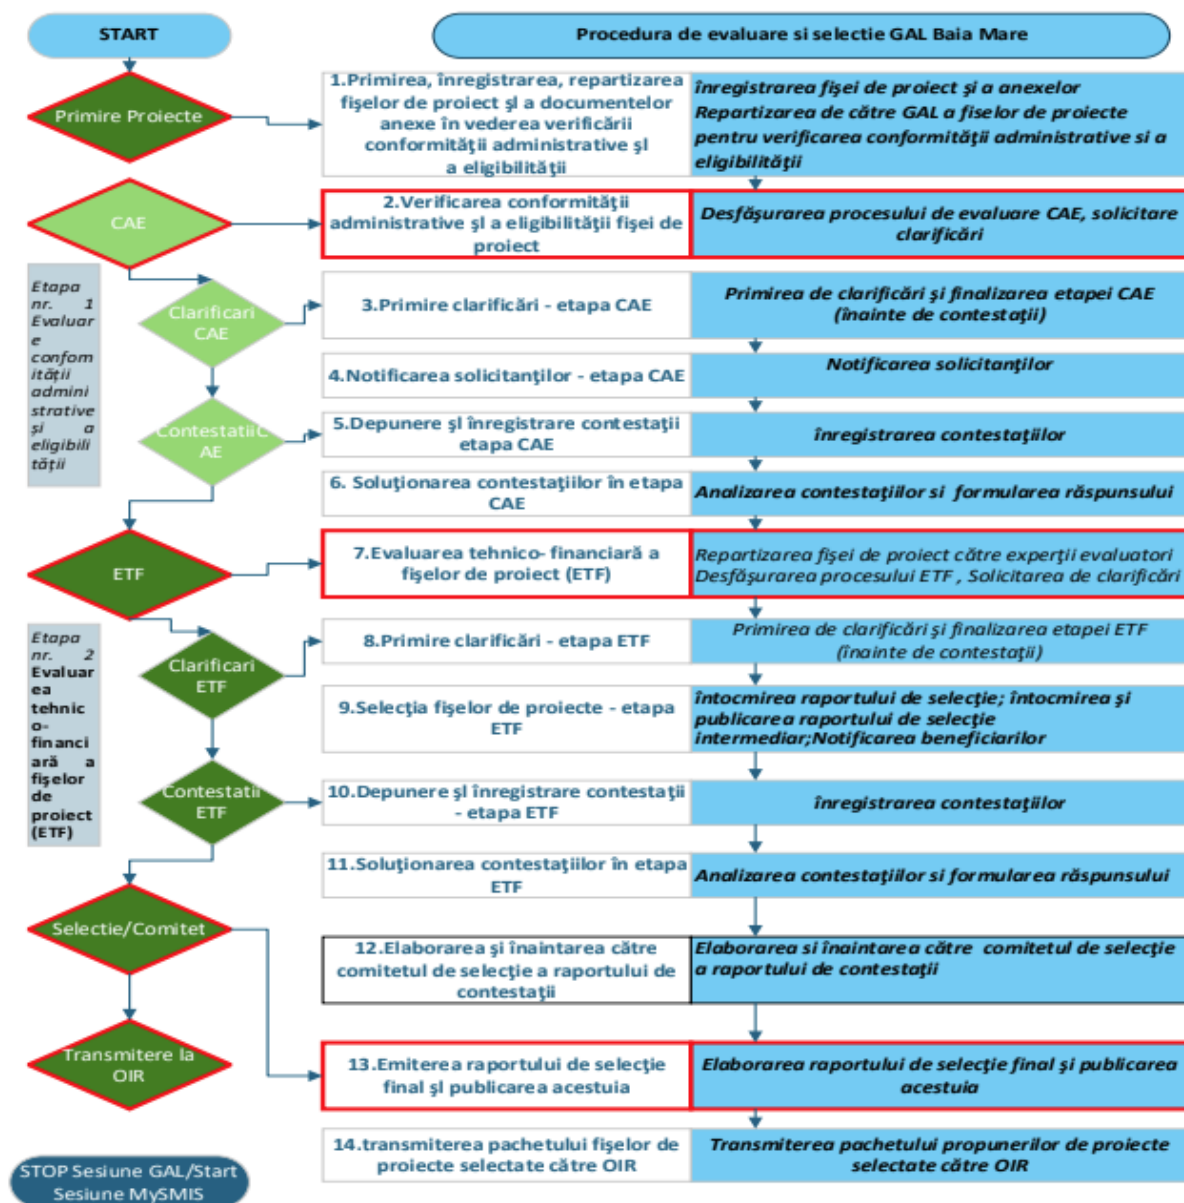 START
Procedura de evaluare si selectie GAL Baia Mare
Primire Proiecte
1.Primirea, înregistrarea, repartizarea
fişelor de proiect şl a documentelor
anexe în vederea verificării
conformităţii administrative şl
a eligibilităţii
înregistrarea fişei de proiect şi a anexelor
Repartizarea de către GAL a fiselor de proiecte
pentru verificarea conformităţii administrative si a
eligibilităţii
CAE
2.Verificarea conformităţii
administrative şl a eligibilităţii fişei de
proiect
Desfăşurarea procesului de evaluare CAE, solicitare
clarificări
Etapa
nr. 1
Evaluar
e
confom
ităţii
admini
strative
şi a
eligibili
tăţii
Clarificari
CAE
3.Primire clarificări - etapa CAE
Primirea de clarificări şi finalizarea etapei CAE
(înainte de contestaţii)
4.Notificarea solicitanţilor - etapa CAE
Notificarea solicitanţilor
ContestatiiC
AE
5.Depunere şl înregistrare contestaţii
etapa CAE
înregistrarea contestaţiilor
6. Soluţionarea contestaţiilor în etapa
CAE
Analizarea contestaţiilor si formularea răspunsului
ETF
7.Evaluarea tehnico- financiară a
fişelor de proiect (ETF)
Repartizarea fişei de proiect către experţii evaluatori
Desfăşurarea procesului ETF , Solicitarea de clarificări
Etapa
nr. 2
Evaluar
ea
tehnic
o-
financi
ară a
fişelor
de
proiect
(ETF)
Clarificari
ETF
8.Primire clarificări - etapa ETF
Primirea de clarificări şi finalizarea etapei ETF
(înainte de contestaţii)
9.Selecţia fişelor de proiecte - etapa
ETF
întocmirea raportului de selecţie; întocmirea şi
publicarea raportului de selecţie
intermediar;Notificarea beneficiarilor
Contestatii
ETF
10.Depunere şl înregistrare contestaţii
- etapa ETF
înregistrarea contestaţiilor
11.Soluţionarea contestaţiilor în etapa
ETF
Analizarea contestaţiilor si formularea răspunsului
Selectie/Comitet
12.Elaborarea şi înaintarea către
comitetul de selecţie a raportului de
contestaţii
Elaborarea si înaintarea către comitetul de selecţie
a raportului de contestaţii
Transmitere la
OIR
13.Emiterea raportului de selecţie
final şl publicarea acestuia
Elaborarea raportului de selecţie final şi publicarea
acestuia
14.transmiterea pachetului fişelor de
proiecte selectate către OIR
Transmiterea pachetului propunerilor de proiecte
selectate către OIR
STOP Sesiune GAL/Start
Sesiune MySMIS